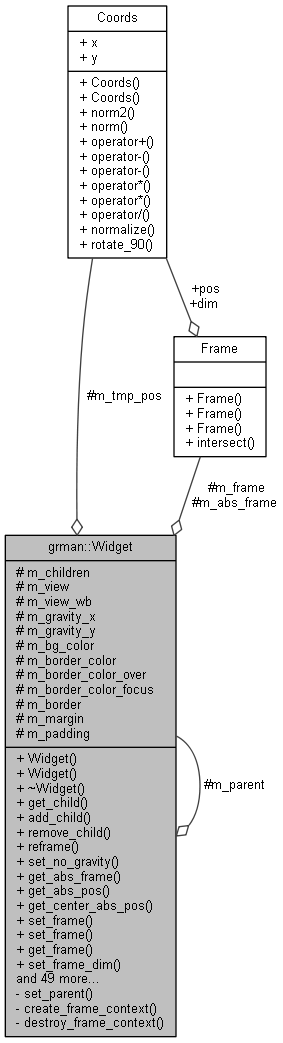 Coords
+ x
+ y
+ Coords()
+ Coords()
+ norm2()
+ norm()
+ operator+()
+ operator-()
+ operator-()
+ operator*()
+ operator*()
+ operator/()
+ normalize()
+ rotate_90()
+pos
+dim
#m_tmp_pos
Frame
+ Frame()
+ Frame()
+ Frame()
+ intersect()
#m_frame
#m_abs_frame
grman::Widget
# m_children
# m_view
# m_view_wb
# m_gravity_x
# m_gravity_y
# m_bg_color
# m_border_color
# m_border_color_over
# m_border_color_focus
# m_border
# m_margin
# m_padding
+ Widget()
+ Widget()
+ ~Widget()
+ get_child()
+ add_child()
+ remove_child()
+ reframe()
+ set_no_gravity()
+ get_abs_frame()
+ get_abs_pos()
+ get_center_abs_pos()
+ set_frame()
+ set_frame()
+ get_frame()
+ set_frame_dim()
and 49 more...
- set_parent()
- create_frame_context()
- destroy_frame_context()
#m_parent